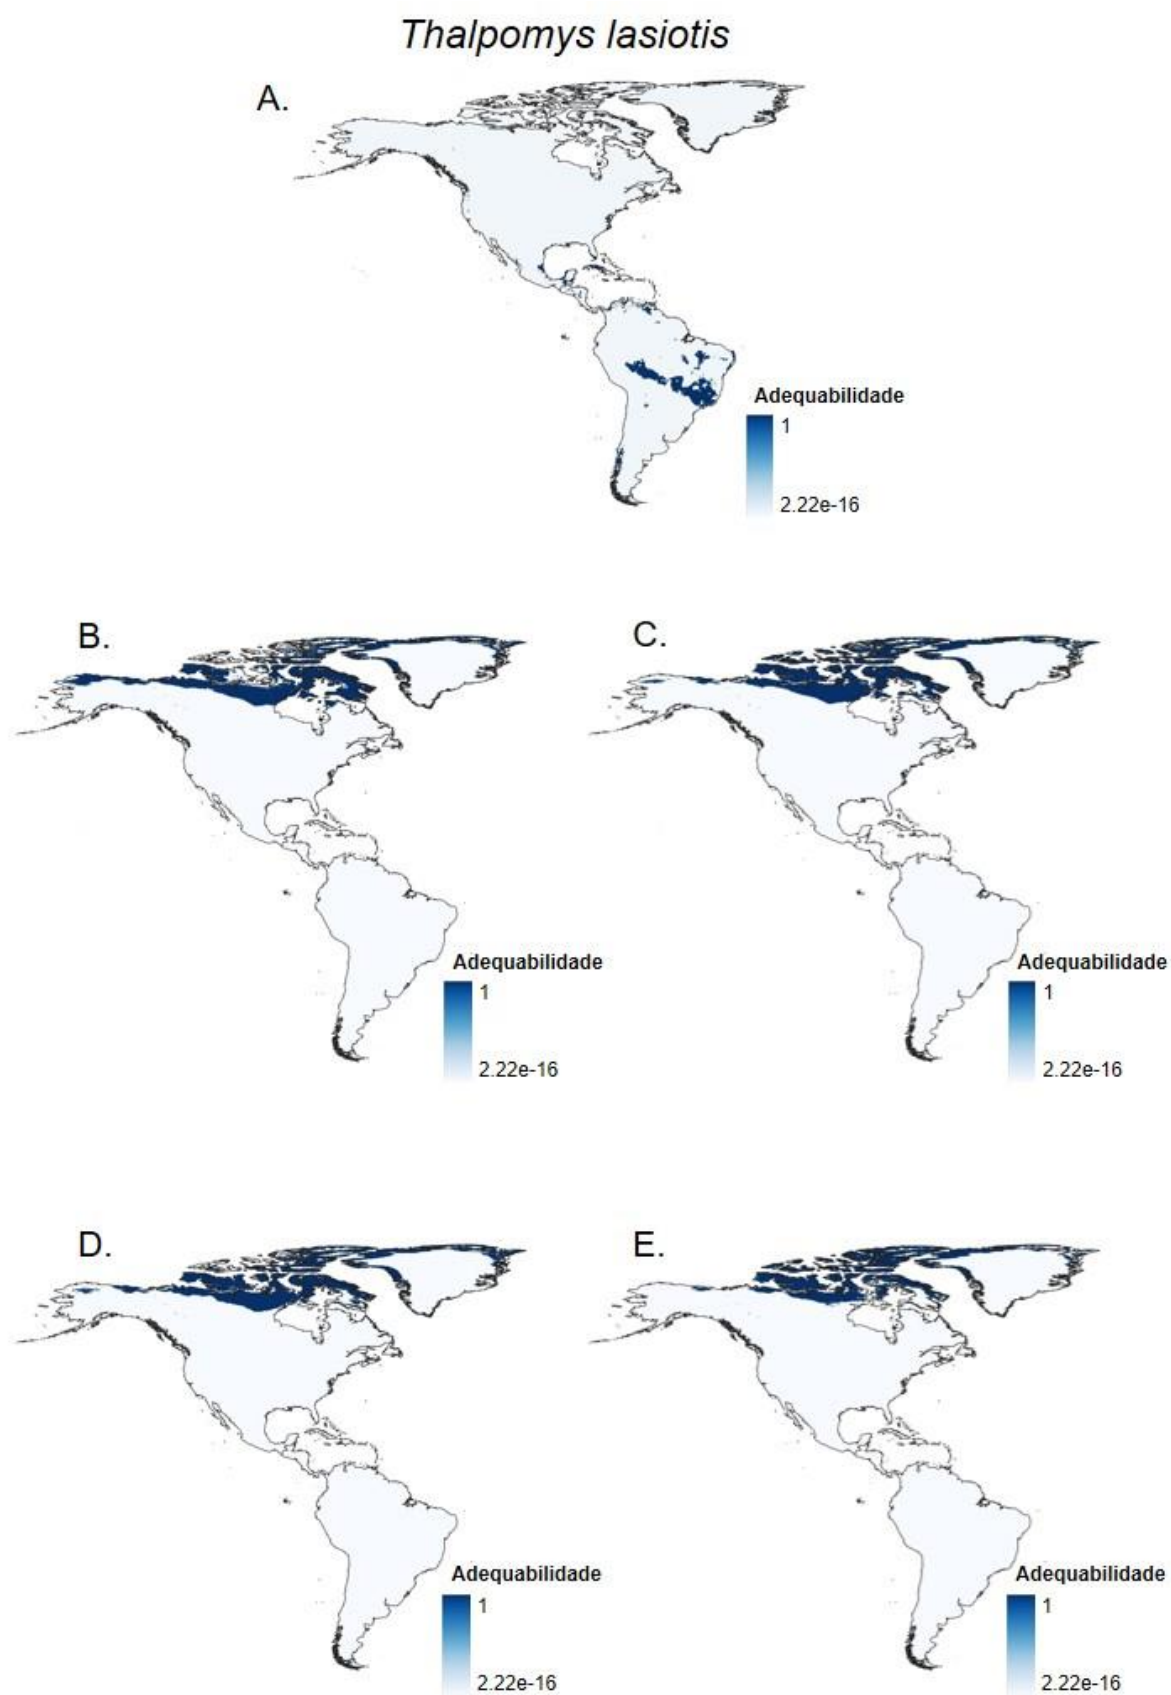 Thalpomys lasiotis
A.
Adequabilidade
1
2.22e-16
B.
C.
Adequabilidade
1
2.22e-16
Adequabilidade
1
2.22e-16
D.
E.
Adequabilidade
1
2.22e-16
Adequabilidade
1
2.22e-16